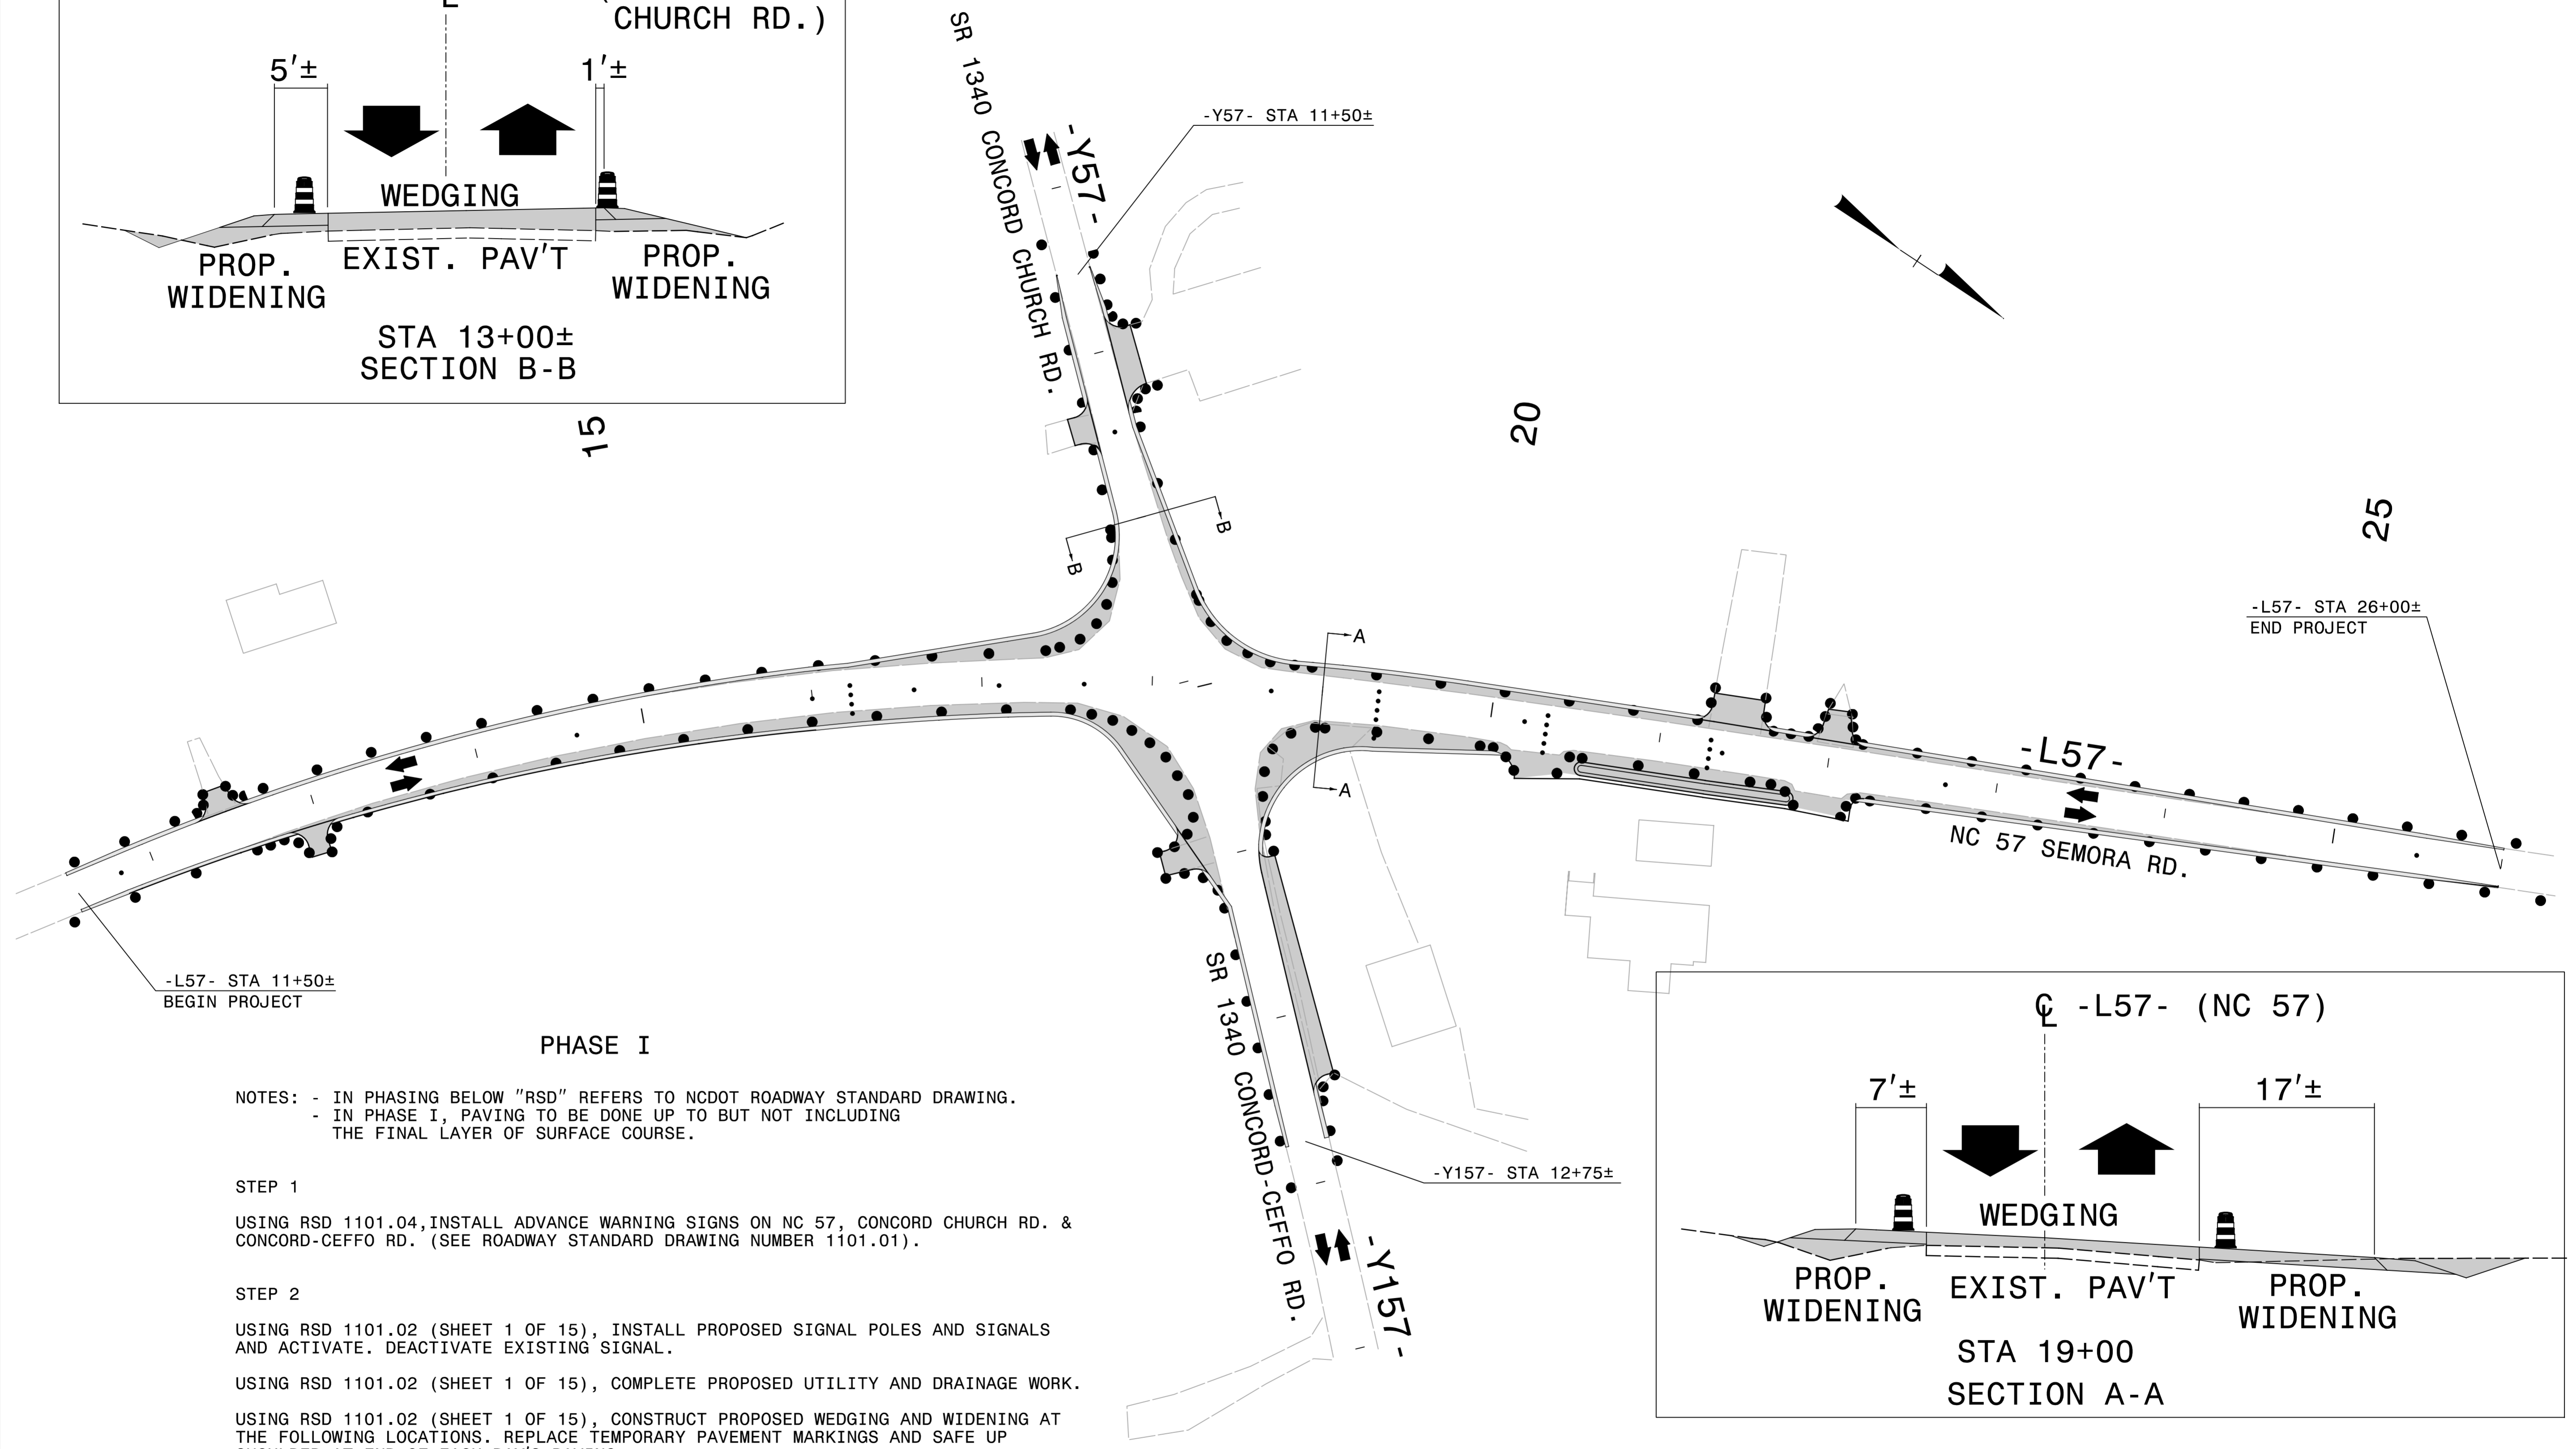 CHURCH RD.)
5'±
1'±
WEDGING
PROP.
WIDENING
EXIST. PAV'T
PROP.
WIDENING
STA 13+00±
SECTION B-B
SR 1340 CONCORD CHURCH RD.
-Y57-
-Y57- STA 11+50±
15
20
25
B
B
A
A
-L57- STA 26+00±
END PROJECT
-L57-
NC 57 SEMORA RD.
-L57- STA 11+50±
BEGIN PROJECT
SR 1340 CONCORD-CEFFO RD.
-Y157- STA 12+75±
-Y157-
℄ -L57- (NC 57)
7'±
17'±
WEDGING
PROP.
WIDENING
EXIST. PAV'T
PROP.
WIDENING
STA 19+00
SECTION A-A
PHASE I
NOTES: - IN PHASING BELOW "RSD" REFERS TO NCDOT ROADWAY STANDARD DRAWING.
- IN PHASE I, PAVING TO BE DONE UP TO BUT NOT INCLUDING
THE FINAL LAYER OF SURFACE COURSE.
STEP 1
USING RSD 1101.04,INSTALL ADVANCE WARNING SIGNS ON NC 57, CONCORD CHURCH RD. &
CONCORD-CEFFO RD. (SEE ROADWAY STANDARD DRAWING NUMBER 1101.01).
STEP 2
USING RSD 1101.02 (SHEET 1 OF 15), INSTALL PROPOSED SIGNAL POLES AND SIGNALS
AND ACTIVATE. DEACTIVATE EXISTING SIGNAL.
USING RSD 1101.02 (SHEET 1 OF 15), COMPLETE PROPOSED UTILITY AND DRAINAGE WORK.
USING RSD 1101.02 (SHEET 1 OF 15), CONSTRUCT PROPOSED WEDGING AND WIDENING AT
THE FOLLOWING LOCATIONS. REPLACE TEMPORARY PAVEMENT MARKINGS AND SAFE UP